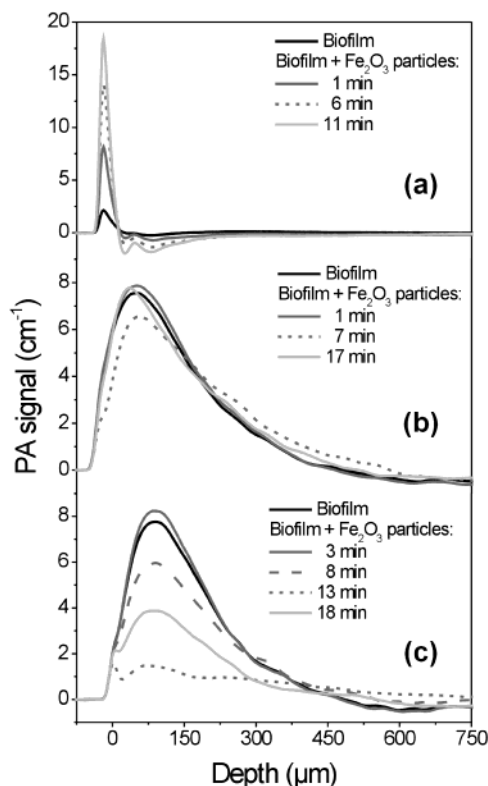 20
15
10
5
0
Biofilm
Biofilm + Fe₂O₃ particles:
1 min
6 min
11 min
(a)
8
6
4
2
0
Biofilm
Biofilm + Fe₂O₃ particles:
1 min
7 min
17 min
(b)
8
6
4
2
0
Biofilm
Biofilm + Fe₂O₃ particles:
3 min
8 min
13 min
18 min
(c)
PA signal (cm⁻¹)
0 150 300 450 600 750
Depth (µm)